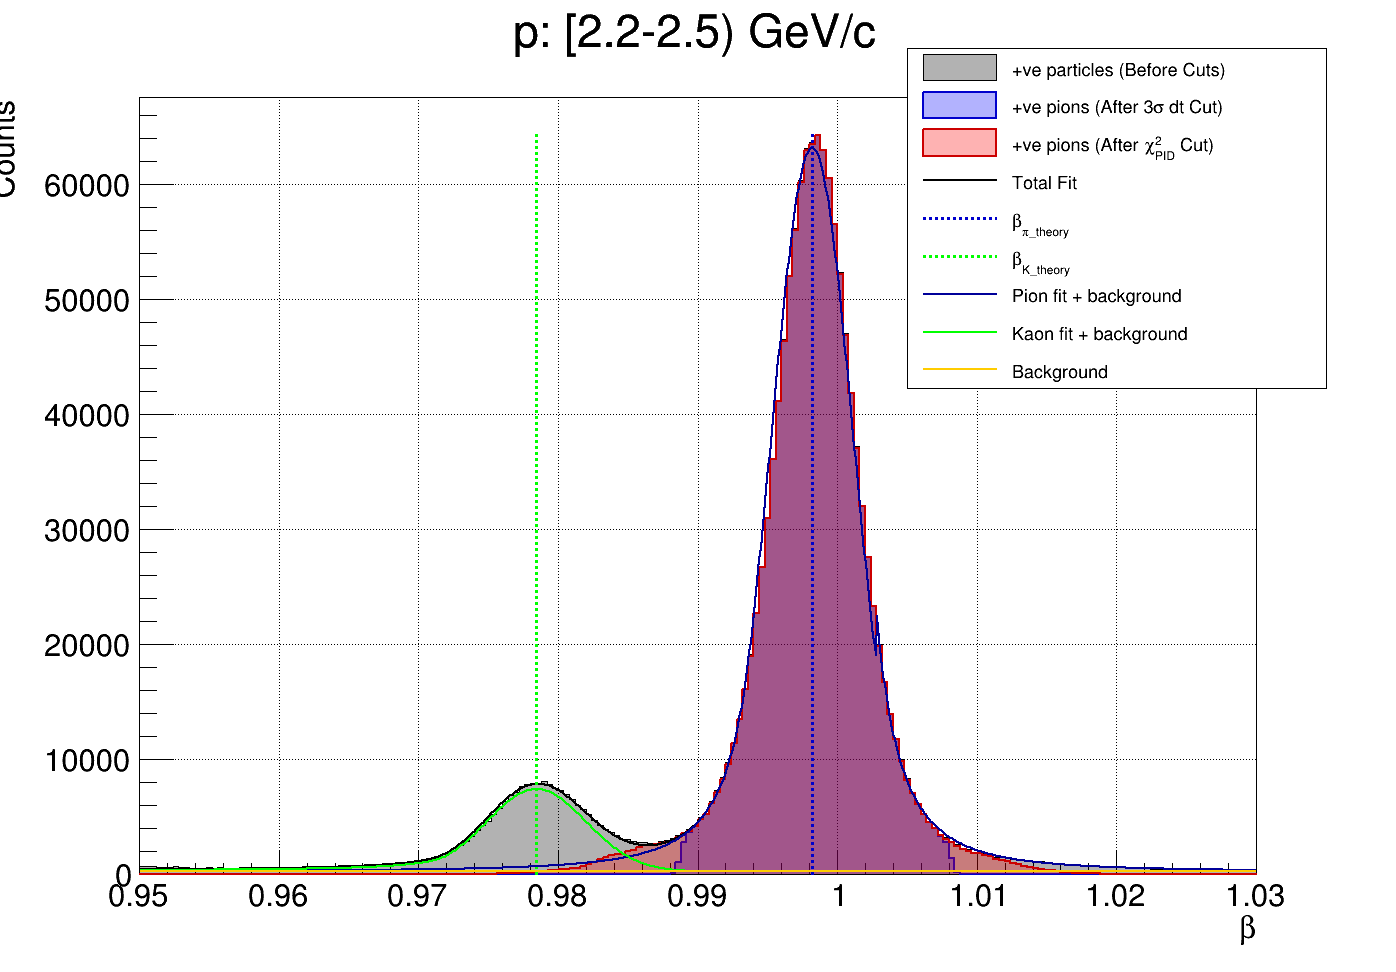 p: [2.2-2.5) GeV/c
+ve particles (Before Cuts)
+ve pions (After 3σ dt Cut)
+ve pions (After χ²PID Cut)
Total Fit
βπ_theory
βK_theory
Pion fit + background
Kaon fit + background
Background
Counts
60000
50000
40000
30000
20000
10000
0
0.95 0.96 0.97 0.98 0.99 1 1.01 1.02 1.03
β